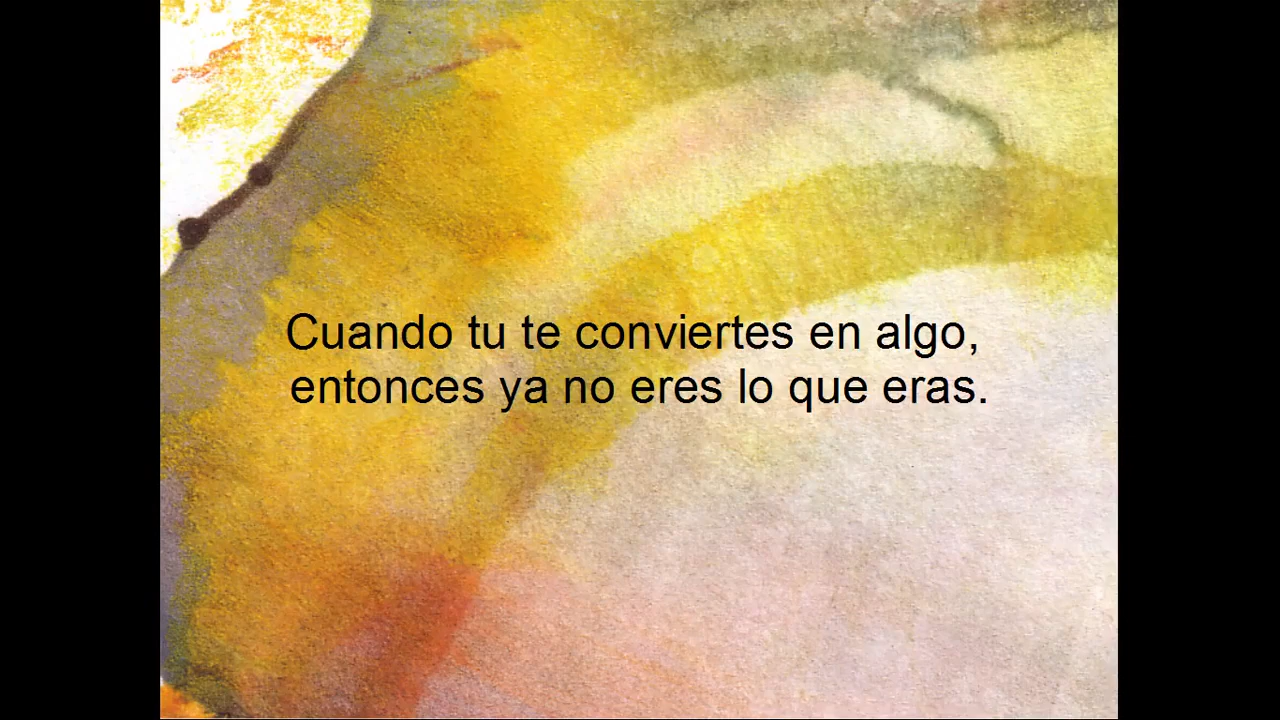 Cuando tu te conviertes en algo,
entonces ya no eres lo que eras.